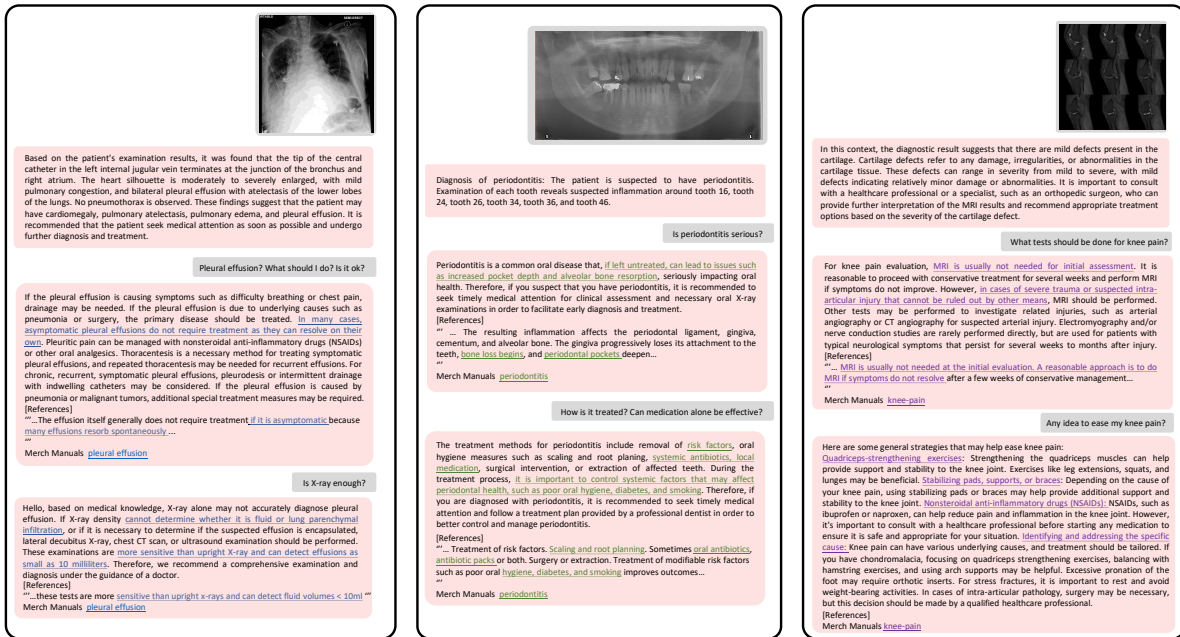 Based on the patient's examination results, it was found that the tip of the central
catheter in the left internal jugular vein terminates at the junction of the bronchus and
right atrium. The heart silhouette is moderately to severely enlarged, with mild
pulmonary congestion, and bilateral pleural effusion with atelectasis of the lower lobes
of the lungs. No pneumothorax is observed. These findings suggest that the patient may
have cardiomegaly, pulmonary atelectasis, pulmonary edema, and pleural effusion. It is
recommended that the patient seek medical attention as soon as possible and undergo
further diagnosis and treatment.
Pleural effusion? What should I do? Is it ok?
If the pleural effusion is causing symptoms such as difficulty breathing or chest pain,
drainage may be needed. If the pleural effusion is due to underlying causes such as
pneumonia or surgery, the primary disease should be treated. In many cases,
asymptomatic pleural effusions do not require treatment as they can resolve on their
own. Pleuritic pain can be managed with nonsteroidal anti-inflammatory drugs (NSAIDs)
or other oral analgesics. Thoracentesis is a necessary method for treating symptomatic
pleural effusions, and repeated thoracentesis may be needed for recurrent effusions. For
chronic, recurrent, symptomatic pleural effusions, pleurodesis or intermittent drainage
with indwelling catheters may be considered. If the pleural effusion is caused by
pneumonia or malignant tumors, additional special treatment measures may be required.
[References]
“‘’...The effusion itself generally does not require treatment if it is asymptomatic because
many effusions resorb spontaneously ...
“‘’
Merch Manuals pleural effusion
Is X-ray enough?
Hello, based on medical knowledge, X-ray alone may not accurately diagnose pleural
effusion. If X-ray density cannot determine whether it is fluid or lung parenchymal
infiltration, or if it is necessary to determine if the suspected effusion is encapsulated,
lateral decubitus X-ray, chest CT scan, or ultrasound examination should be performed.
These examinations are more sensitive than upright X-ray and can detect effusions as
small as 10 milliliters. Therefore, we recommend a comprehensive examination and
diagnosis under the guidance of a doctor.
[References]
“‘’...these tests are more sensitive than upright x-rays and can detect fluid volumes < 10ml “‘’
Merch Manuals pleural effusion
Diagnosis of periodontitis: The patient is suspected to have periodontitis.
Examination of each tooth reveals suspected inflammation around tooth 16, tooth
24, tooth 26, tooth 34, tooth 36, and tooth 46.
Is periodontitis serious?
Periodontitis is a common oral disease that, if left untreated, can lead to issues such
as increased pocket depth and alveolar bone resorption, seriously impacting oral
health. Therefore, if you suspect that you have periodontitis, it is recommended to
seek timely medical attention for clinical assessment and necessary oral X-ray
examinations in order to facilitate early diagnosis and treatment.
[References]
“‘’ ... The resulting inflammation affects the periodontal ligament, gingiva,
cementum, and alveolar bone. The gingiva progressively loses its attachment to the
teeth, bone loss begins, and periodontal pockets deepen...
“‘’
Merch Manuals periodontitis
How is it treated? Can medication alone be effective?
The treatment methods for periodontitis include removal of risk factors, oral
hygiene measures such as scaling and root planing, systemic antibiotics, local
medication, surgical intervention, or extraction of affected teeth. During the
treatment process, it is important to control systemic factors that may affect
periodontal health, such as poor oral hygiene, diabetes, and smoking. Therefore, if
you are diagnosed with periodontitis, it is recommended to seek timely medical
attention and follow a treatment plan provided by a professional dentist in order to
better control and manage periodontitis.
[References]
“‘’... Treatment of risk factors. Scaling and root planing. Sometimes oral antibiotics,
antibiotic packs or both. Surgery or extraction. Treatment of modifiable risk factors
such as poor oral hygiene, diabetes, and smoking improves outcomes...
“‘’
Merch Manuals periodontitis
In this context, the diagnostic result suggests that there are mild defects present in the
cartilage. Cartilage defects refer to any damage, irregularities, or abnormalities in the
cartilage tissue. These defects can range in severity from mild to severe, with mild
defects indicating relatively minor damage or abnormalities. It is important to consult
with a healthcare professional or a specialist, such as an orthopedic surgeon, who can
provide further interpretation of the MRI results and recommend appropriate treatment
options based on the severity of the cartilage defect.
What tests should be done for knee pain?
For knee pain evaluation, MRI is usually not needed for initial assessment. It is
reasonable to proceed with conservative treatment for several weeks and perform MRI
if symptoms do not improve. However, in cases of severe trauma or suspected intra-
articular injury that cannot be ruled out by other means, MRI should be performed.
Other tests may be performed to investigate related injuries, such as arterial
angiography or CT angiography for suspected arterial injury. Electromyography and/or
nerve conduction studies are rarely performed directly, but are used for patients with
typical neurological symptoms that persist for several weeks to months after injury.
[References]
“‘’... MRI is usually not needed at the initial evaluation. A reasonable approach is to do
MRI if symptoms do not resolve after a few weeks of conservative management...
“‘’
Merch Manuals knee-pain
Any idea to ease my knee pain?
Here are some general strategies that may help ease knee pain:
Quadriceps-strengthening exercises: Strengthening the quadriceps muscles can help
provide support and stability to the knee joint. Exercises like leg extensions, squats, and
lunges may be beneficial. Stabilizing pads, supports, or braces: Depending on the cause of
your knee pain, using stabilizing pads or braces may help provide additional support and
stability to the knee joint. Nonsteroidal anti-inflammatory drugs (NSAIDs): NSAIDs, such as
ibuprofen or naproxen, can help reduce pain and inflammation in the knee joint. However,
it's important to consult with a healthcare professional before starting any medication to
ensure it is safe and appropriate for your situation. Identifying and addressing the specific
cause: Knee pain can have various underlying causes, and treatment should be tailored. If
you have chondromalacia, focusing on quadriceps strengthening exercises, balancing with
hamstring exercises, and using arch supports may be helpful. Excessive pronation of the
foot may require orthotic inserts. For stress fractures, it is important to rest and avoid
weight-bearing activities. In cases of intra-articular pathology, surgery may be necessary,
but this decision should be made by a qualified healthcare professional.
[References]
Merch Manuals knee-pain